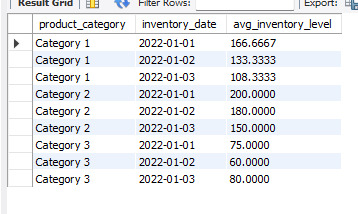 Result Grid Filter Rows: Export:
product_category inventory_date avg_inventory_level
Category 1 2022-01-01 166.6667
Category 1 2022-01-02 133.3333
Category 1 2022-01-03 108.3333
Category 2 2022-01-01 200.0000
Category 2 2022-01-02 180.0000
Category 2 2022-01-03 150.0000
Category 3 2022-01-01 75.0000
Category 3 2022-01-02 60.0000
Category 3 2022-01-03 80.0000